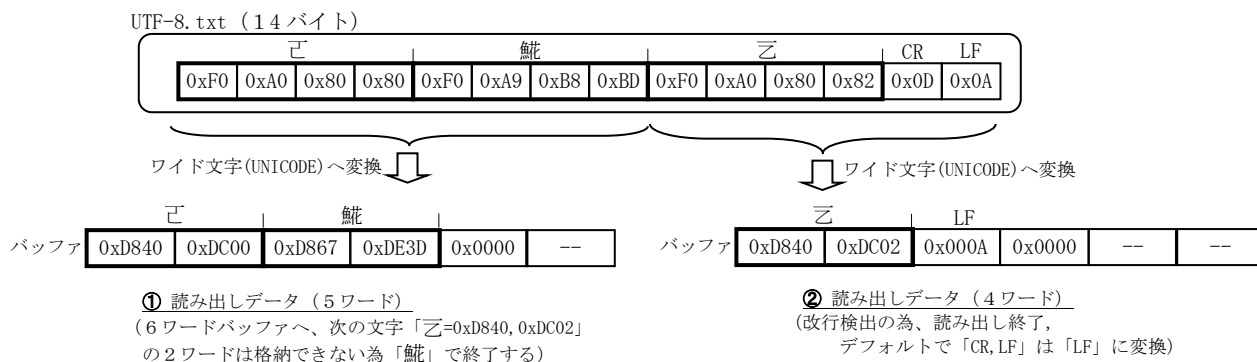 UTF-8.txt（１４バイト）
𠀀 𩸽 𠀂 CR LF
0xF0 0xA0 0x80 0x80 0xF0 0xA9 0xB8 0xBD 0xF0 0xA0 0x80 0x82 0x0D 0x0A
ワイド文字(UNICODE)へ変換
ワイド文字(UNICODE)へ変換
𠀀 𩸽
バッファ 0xD840 0xDC00 0xD867 0xDE3D 0x0000 --
① 読み出しデータ（５ワード）
（６ワードバッファへ、次の文字「𠀂=0xD840,0xDC02」
の２ワードは格納できない為「𩸽」で終了する）
𠀂 LF
バッファ 0xD840 0xDC02 0x000A 0x0000 -- --
② 読み出しデータ（４ワード）
(改行検出の為、読み出し終了,
デフォルトで「CR,LF」は「LF」に変換)